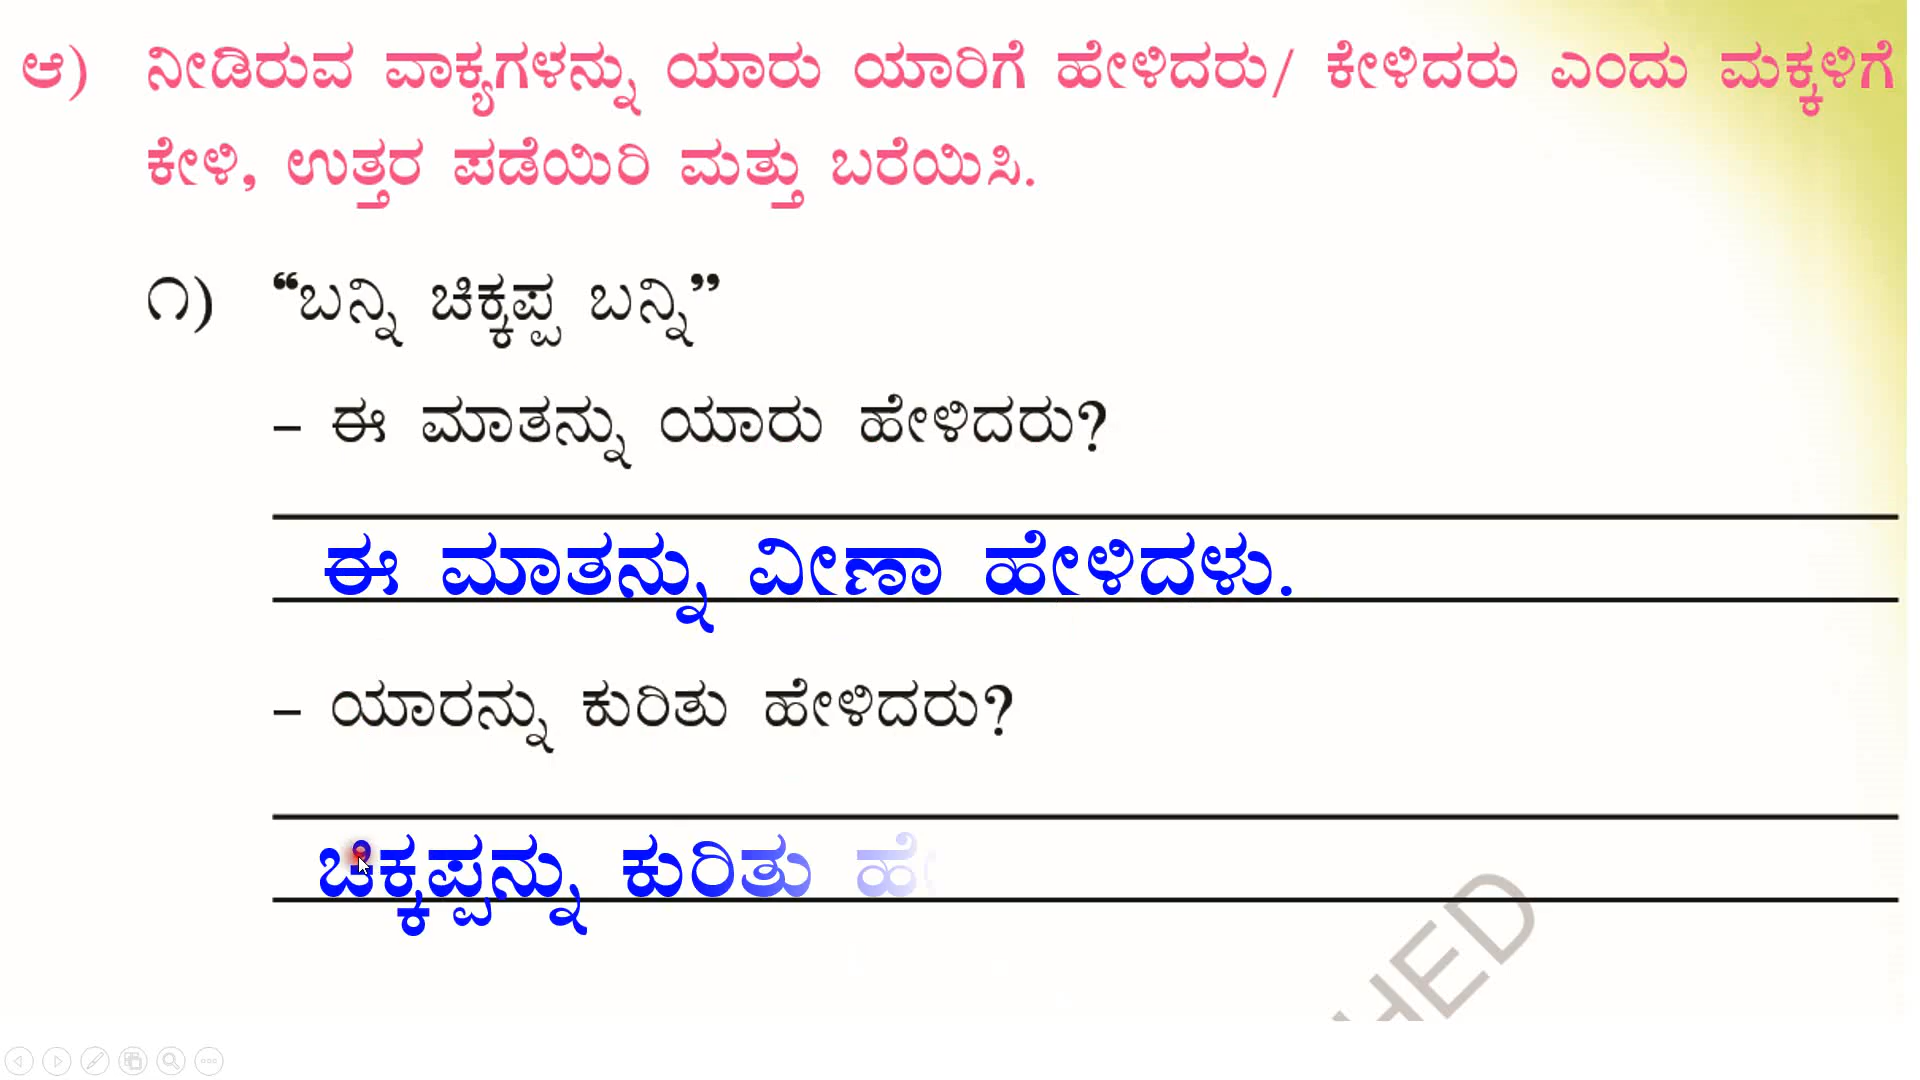 ಆ) ನೀಡಿರುವ ವಾಕ್ಯಗಳನ್ನು ಯಾರು ಯಾರಿಗೆ ಹೇಳಿದರು/ ಕೇಳಿದರು ಎಂದು ಮಕ್ಕಳಿಗೆ
ಕೇಳಿ, ಉತ್ತರ ಪಡೆಯಿರಿ ಮತ್ತು ಬರೆಯಿಸಿ.
೧) “ಬನ್ನಿ ಚಿಕ್ಕಪ್ಪ ಬನ್ನಿ”
– ಈ ಮಾತನ್ನು ಯಾರು ಹೇಳಿದರು?
ಈ ಮಾತನ್ನು ವೀಣಾ ಹೇಳಿದಳು.
– ಯಾರನ್ನು ಕುರಿತು ಹೇಳಿದರು?
ಚಿಕ್ಕಪ್ಪನ್ನು ಕುರಿತು